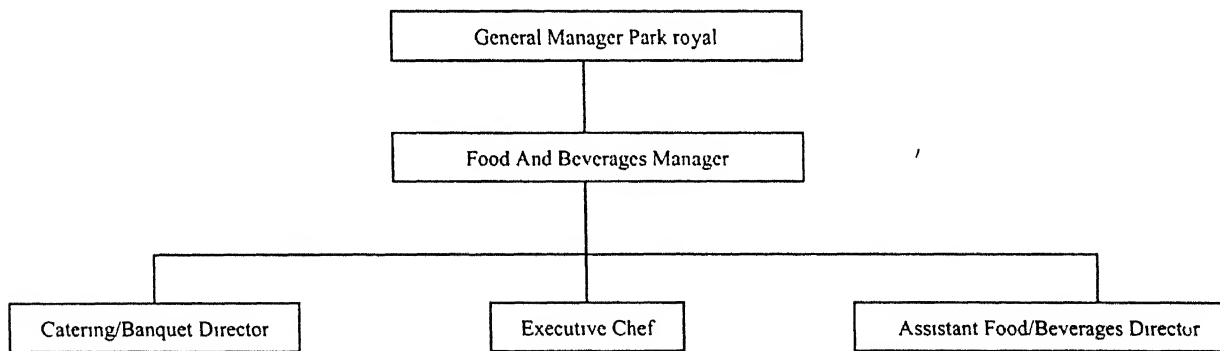 General Manager Park royal
Food And Beverages Manager
Catering/Banquet Director
Executive Chef
Assistant Food/Beverages Director